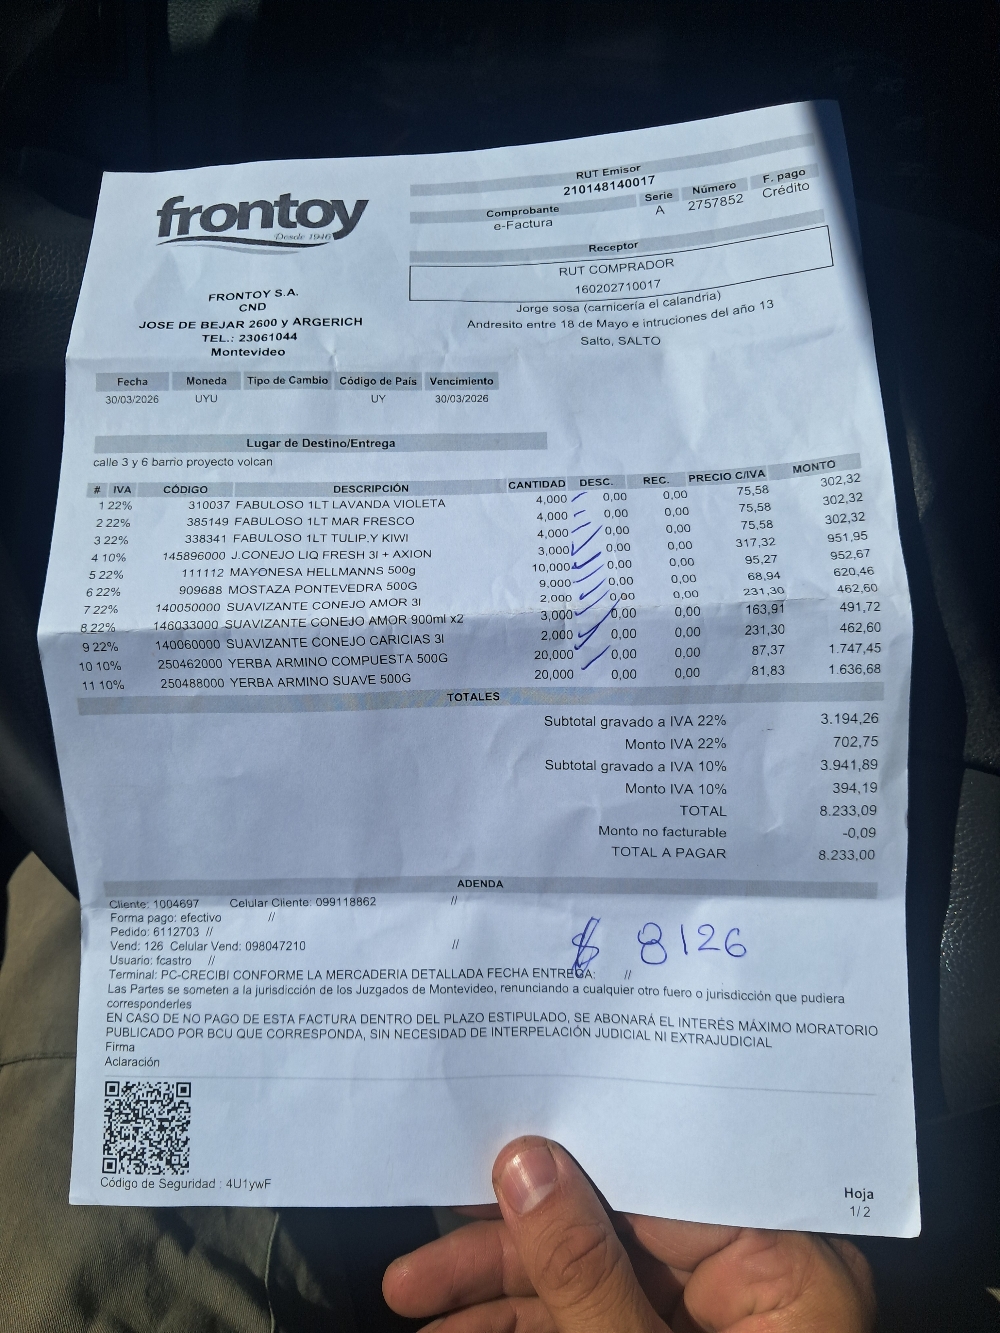 frontoy
Desde 1946
FRONTOY S.A.
CND
JOSE DE BEJAR 2600 y ARGERICH
TEL.: 23061044
Montevideo
RUT Emisor
210148140017
Comprobante Serie Número F. pago
e-Factura A 2757852 Crédito
Receptor
RUT COMPRADOR
160202710017
Jorge sosa (carnicería el calandria)
Andresito entre 18 de Mayo e intruciones del año 13
Salto, SALTO
Fecha Moneda Tipo de Cambio Código de País Vencimiento
30/03/2026 UYU UY 30/03/2026
Lugar de Destino/Entrega
calle 3 y 6 barrio proyecto volcan
# IVA CÓDIGO DESCRIPCIÓN CANTIDAD DESC. REC. PRECIO C/IVA MONTO
1 22% 310037 FABULOSO 1LT LAVANDA VIOLETA 4,000 0,00 0,00 75,58 302,32
2 22% 385149 FABULOSO 1LT MAR FRESCO 4,000 0,00 0,00 75,58 302,32
3 22% 338341 FABULOSO 1LT TULIP.Y KIWI 4,000 0,00 0,00 75,58 302,32
4 10% 145896000 J.CONEJO LIQ FRESH 3l + AXION 3,000 0,00 0,00 317,32 951,95
5 22% 111112 MAYONESA HELLMANNS 500g 10,000 0,00 0,00 95,27 952,67
6 22% 909688 MOSTAZA PONTEVEDRA 500G 9,000 0,00 0,00 68,94 620,46
7 22% 140050000 SUAVIZANTE CONEJO AMOR 3l 2,000 0,00 0,00 231,30 462,60
8 22% 146033000 SUAVIZANTE CONEJO AMOR 900ml x2 3,000 0,00 0,00 163,91 491,72
9 22% 140060000 SUAVIZANTE CONEJO CARICIAS 3l 2,000 0,00 0,00 231,30 462,60
10 10% 250462000 YERBA ARMINO COMPUESTA 500G 20,000 0,00 0,00 87,37 1.747,45
11 10% 250488000 YERBA ARMINO SUAVE 500G 20,000 0,00 0,00 81,83 1.636,68
TOTALES
Subtotal gravado a IVA 22% 3.194,26
Monto IVA 22% 702,75
Subtotal gravado a IVA 10% 3.941,89
Monto IVA 10% 394,19
TOTAL 8.233,09
Monto no facturable -0,09
TOTAL A PAGAR 8.233,00
ADENDA
Cliente: 1004697 Celular Cliente: 099118862 //
Forma pago: efectivo //
Pedido: 6112703 //
Vend: 126 Celular Vend: 098047210 //
Usuario: fcastro //
$ 8126
Terminal: PC-CRECIBI CONFORME LA MERCADERIA DETALLADA FECHA ENTREGA: //
Las Partes se someten a la jurisdicción de los Juzgados de Montevideo, renunciando a cualquier otro fuero o jurisdicción que pudiera
corresponderles
EN CASO DE NO PAGO DE ESTA FACTURA DENTRO DEL PLAZO ESTIPULADO, SE ABONARÁ EL INTERÉS MÁXIMO MORATORIO
PUBLICADO POR BCU QUE CORRESPONDA, SIN NECESIDAD DE INTERPELACIÓN JUDICIAL NI EXTRAJUDICIAL
Firma
Aclaración
Código de Seguridad : 4U1ywF
Hoja
1/ 2